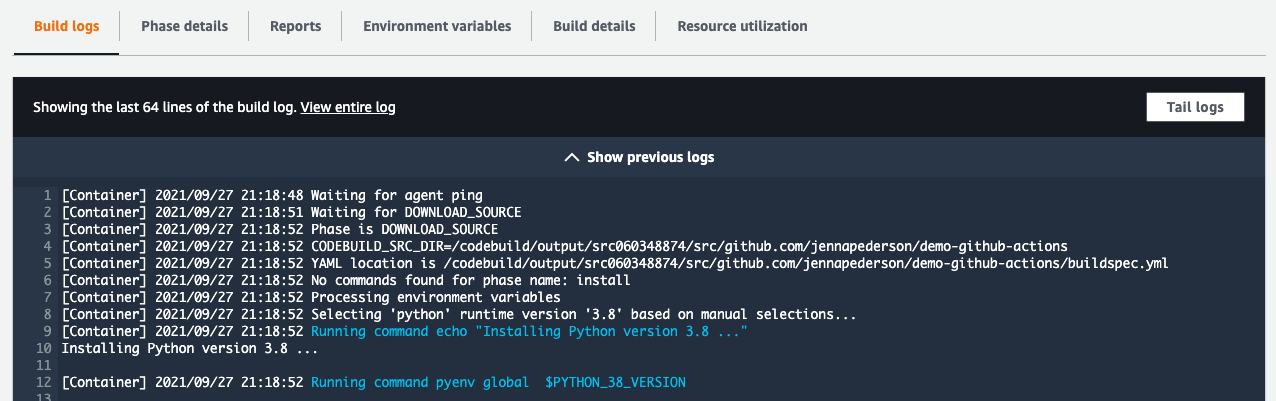 Build logs Phase details Reports Environment variables Build details Resource utilization
Showing the last 64 lines of the build log. View entire log Tail logs
Show previous logs
1 [Container] 2021/09/27 21:18:48 Waiting for agent ping
2 [Container] 2021/09/27 21:18:51 Waiting for DOWNLOAD_SOURCE
3 [Container] 2021/09/27 21:18:52 Phase is DOWNLOAD_SOURCE
4 [Container] 2021/09/27 21:18:52 CODEBUILD_SRC_DIR=/codebuild/output/src060348874/src/github.com/jennapederson/demo-github-actions
5 [Container] 2021/09/27 21:18:52 YAML location is /codebuild/output/src060348874/src/github.com/jennapederson/demo-github-actions/buildspec.yml
6 [Container] 2021/09/27 21:18:52 No commands found for phase name: install
7 [Container] 2021/09/27 21:18:52 Processing environment variables
8 [Container] 2021/09/27 21:18:52 Selecting 'python' runtime version '3.8' based on manual selections...
9 [Container] 2021/09/27 21:18:52 Running command echo "Installing Python version 3.8 ..."
10 Installing Python version 3.8 ...
11
12 [Container] 2021/09/27 21:18:52 Running command pyenv global  $PYTHON_38_VERSION
13